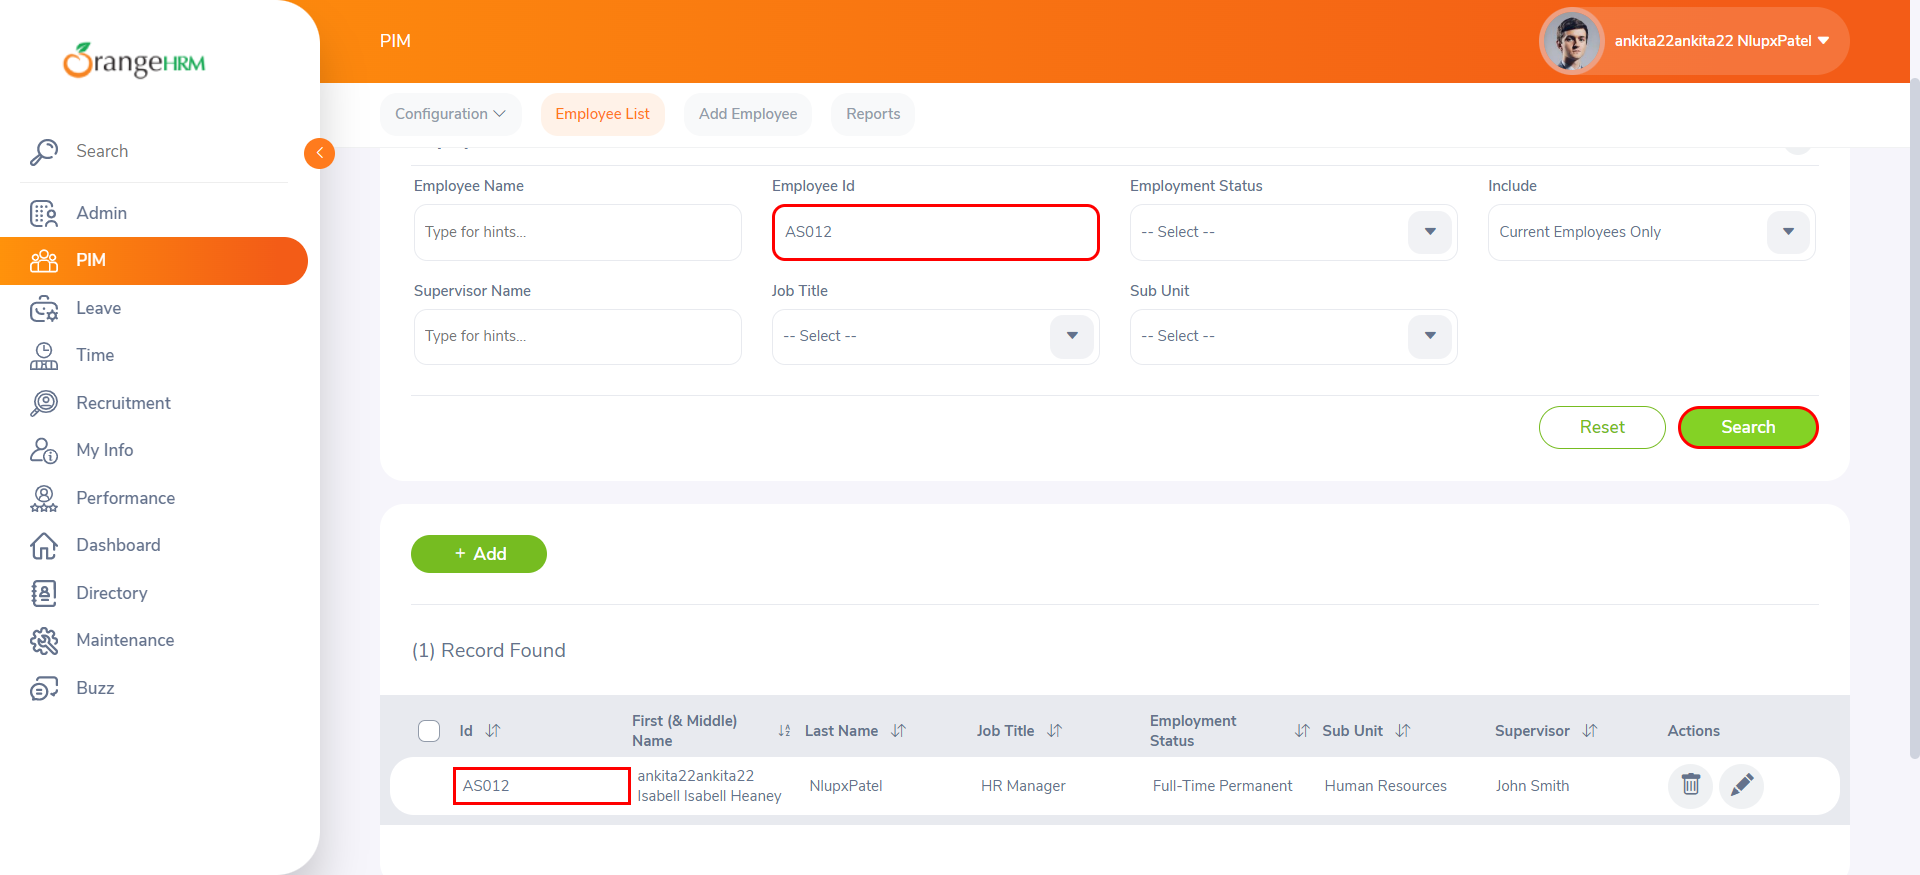 OrangeHRM
PIM
ankita22ankita22 NlupxPatel
Search
Admin
PIM
Leave
Time
Recruitment
My Info
Performance
Dashboard
Directory
Maintenance
Buzz
Configuration
Employee List
Add Employee
Reports
Employee Name
Employee Id
Employment Status
Include
Type for hints...
AS012
-- Select --
Current Employees Only
Supervisor Name
Job Title
Sub Unit
Type for hints...
-- Select --
-- Select --
Reset
Search
+ Add
(1) Record Found
Id
First (& Middle)
Name
Last Name
Job Title
Employment
Status
Sub Unit
Supervisor
Actions
AS012
ankita22ankita22
Isabell Isabell Heaney
NlupxPatel
HR Manager
Full-Time Permanent
Human Resources
John Smith